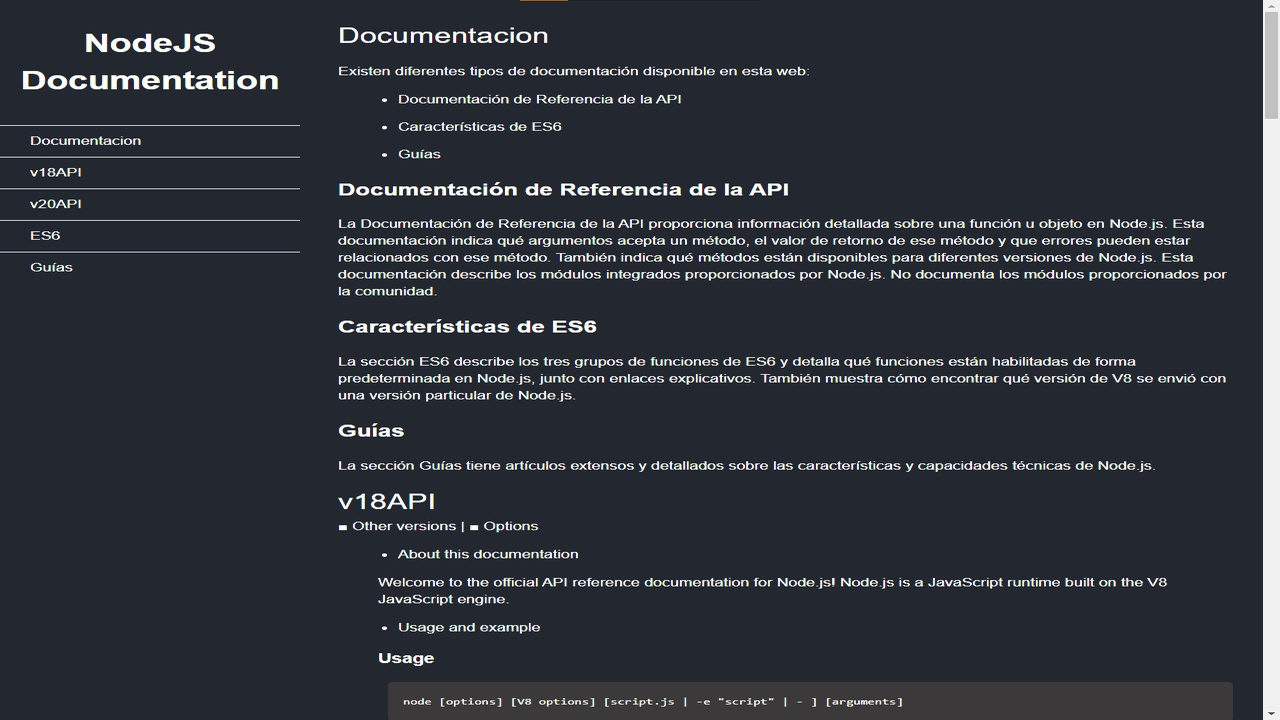 NodeJS
Documentation
Documentacion
v18API
v20API
ES6
Guías
Documentacion
Existen diferentes tipos de documentación disponible en esta web:
• Documentación de Referencia de la API
• Características de ES6
• Guías
Documentación de Referencia de la API
La Documentación de Referencia de la API proporciona información detallada sobre una función u objeto en Node.js. Esta
documentación indica qué argumentos acepta un método, el valor de retorno de ese método y que errores pueden estar
relacionados con ese método. También indica qué métodos están disponibles para diferentes versiones de Node.js. Esta
documentación describe los módulos integrados proporcionados por Node.js. No documenta los módulos proporcionados por
la comunidad.
Características de ES6
La sección ES6 describe los tres grupos de funciones de ES6 y detalla qué funciones están habilitadas de forma
predeterminada en Node.js, junto con enlaces explicativos. También muestra cómo encontrar qué versión de V8 se envió con
una versión particular de Node.js.
Guías
La sección Guías tiene artículos extensos y detallados sobre las características y capacidades técnicas de Node.js.
v18API
Other versions | Options
• About this documentation
Welcome to the official API reference documentation for Node.js! Node.js is a JavaScript runtime built on the V8
JavaScript engine.
• Usage and example
Usage
node [options] [V8 options] [script.js | -e "script" | - ] [arguments]